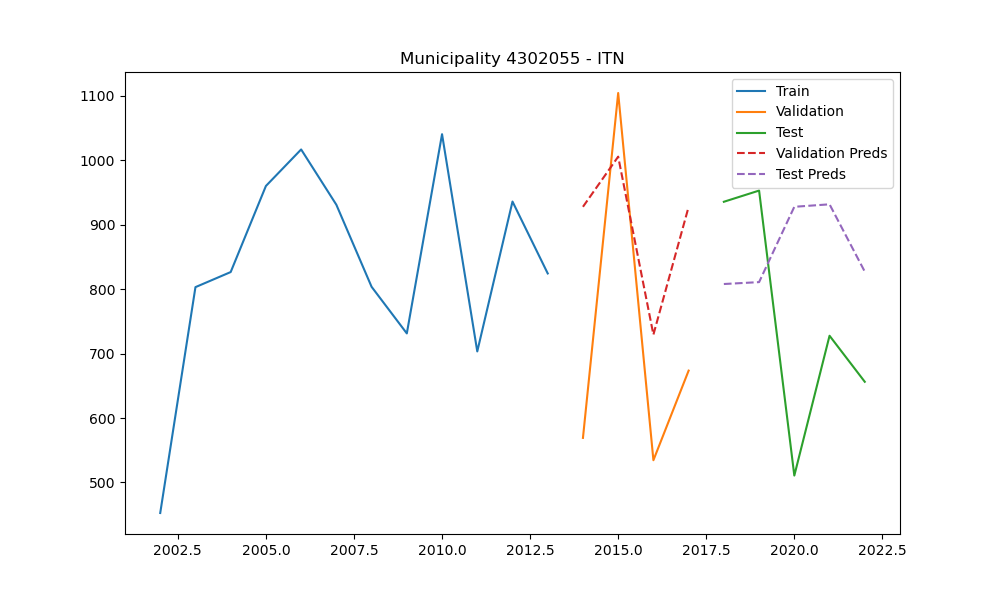 Municipality 4302055 - ITN
1100
1000
900
800
700
600
500
Train
Validation
Test
Validation Preds
Test Preds
2002.5 2005.0 2007.5 2010.0 2012.5 2015.0 2017.5 2020.0 2022.5